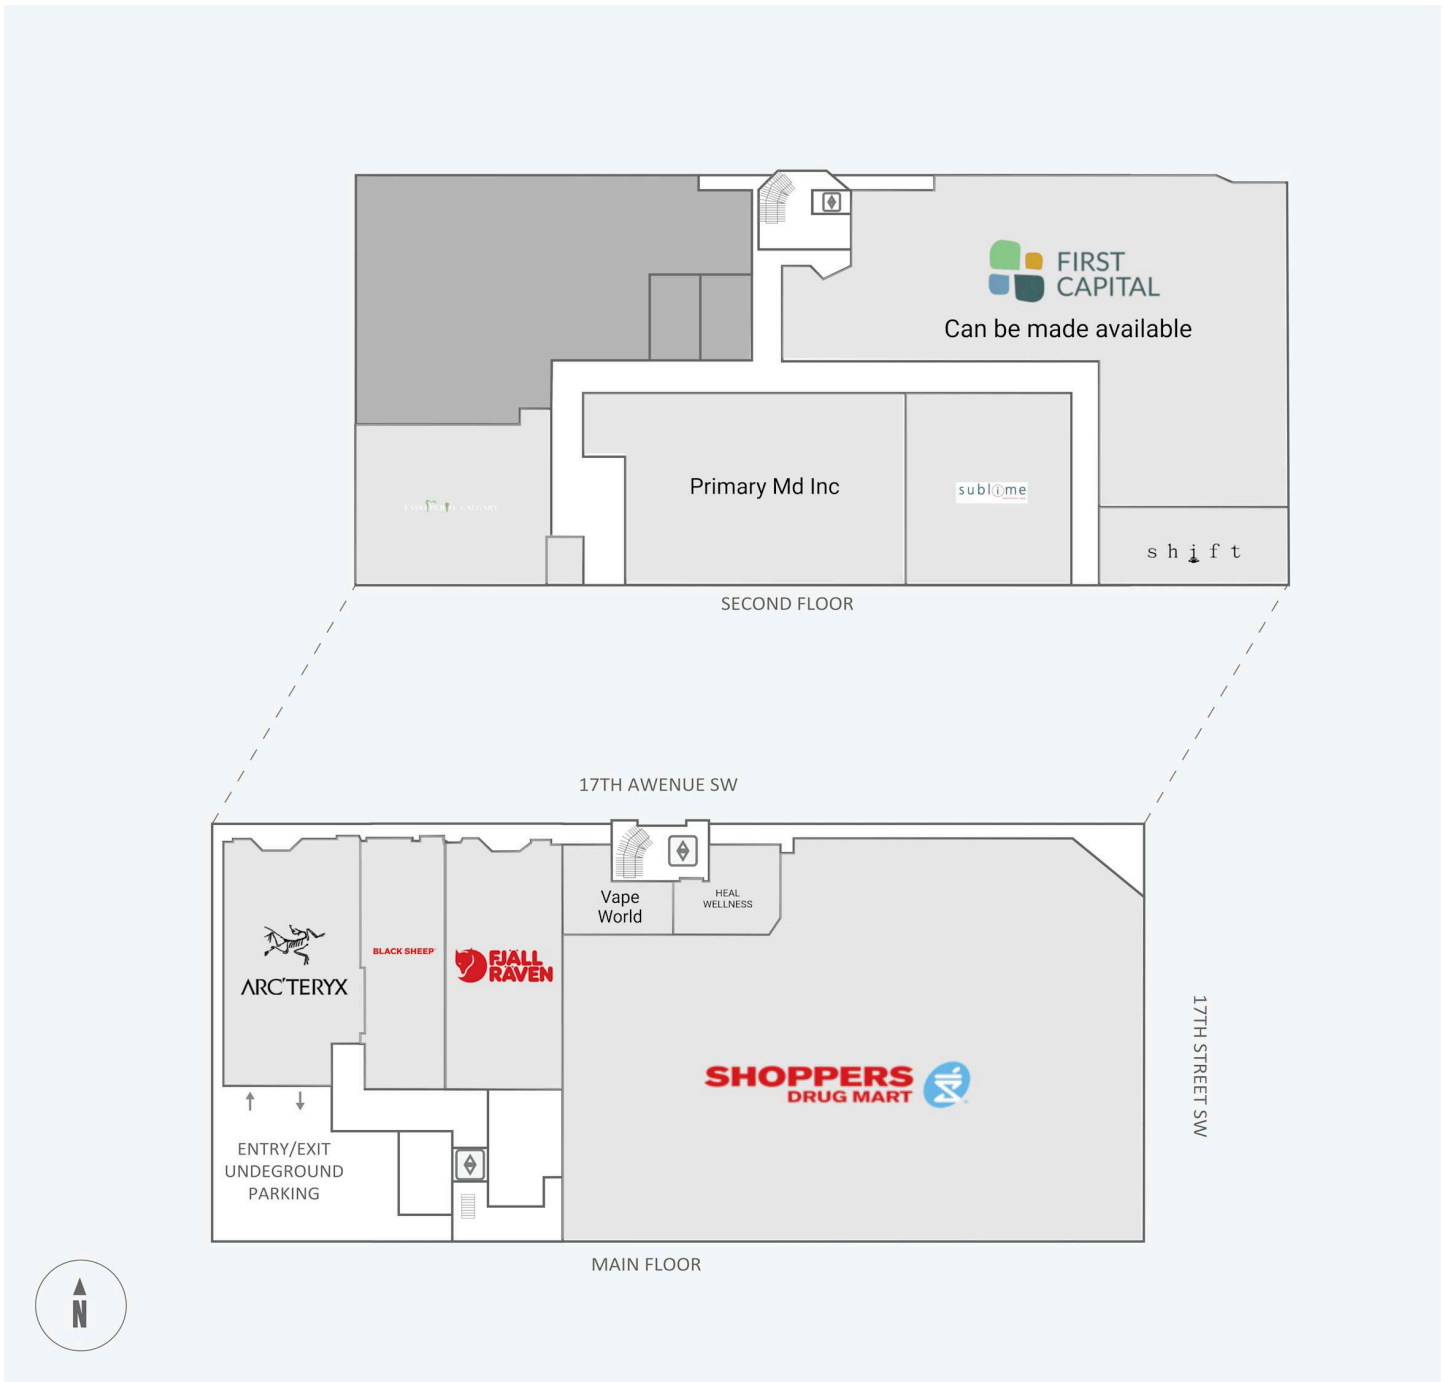 FIRST
CAPITAL
Can be made available
Primary Md Inc
sublime
shift
SECOND FLOOR
17TH AWENUE SW
Vape
World
HEAL
WELLNESS
ARC'TERYX
BLACK SHEEP
FJÄLL
RÄVEN
SHOPPERS
DRUG MART
17TH STREET SW
ENTRY/EXIT
UNDEGROUND
PARKING
MAIN FLOOR
N